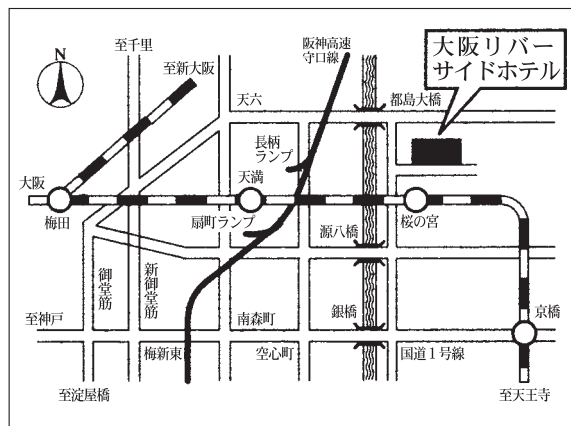 至千里
至新大阪
阪神高速
守口線
大阪リバー
サイドホテル
N
天六
都島大橋
長柄
ランプ
大阪
天満
梅田
扇町ランプ
源八橋
桜の宮
御堂筋
新御堂筋
至神戸
南森町
銀橋
京橋
梅新東
空心町
国道1号線
至淀屋橋
至天王寺